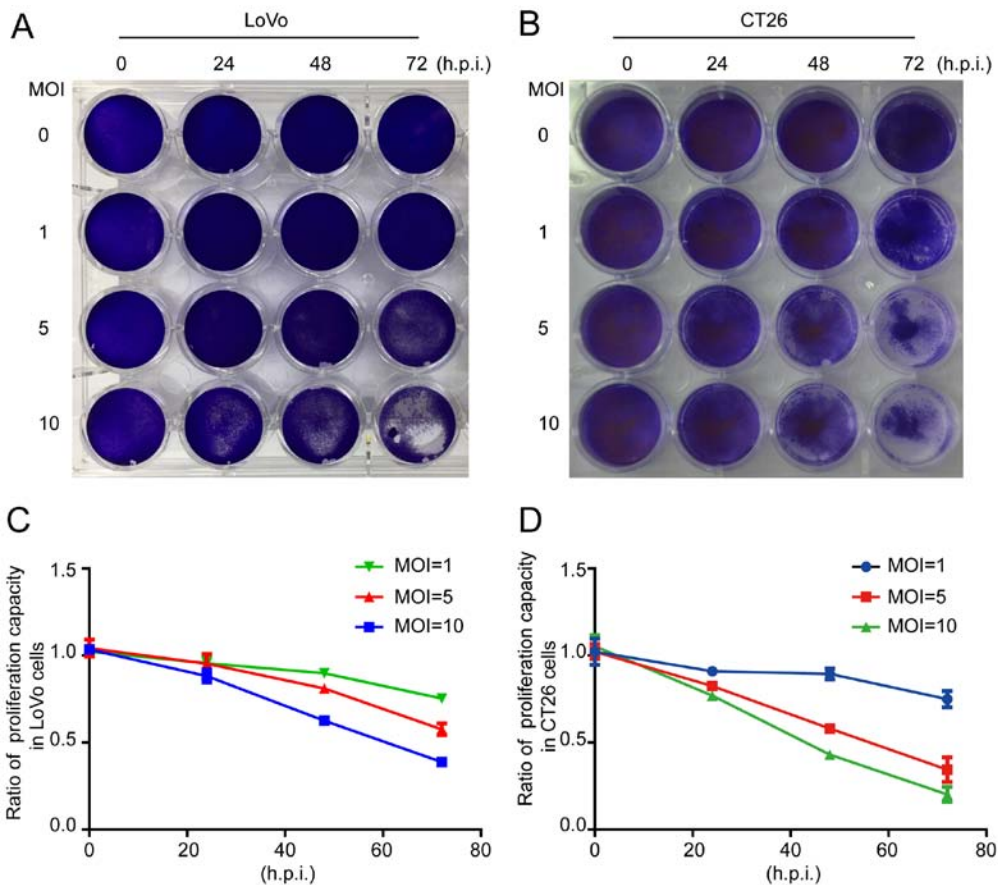 A
LoVo
0 24 48 72 (h.p.i.)
MOI
0
1
5
10
B
CT26
0 24 48 72 (h.p.i.)
MOI
0
1
5
10
C
Ratio of proliferation capacity
in LoVo cells
1.5
1.0
0.5
0.0
0 20 40 60 80
(h.p.i.)
MOI=1
MOI=5
MOI=10
D
Ratio of proliferation capacity
in CT26 cells
1.5
1.0
0.5
0.0
0 20 40 60 80
(h.p.i.)
MOI=1
MOI=5
MOI=10